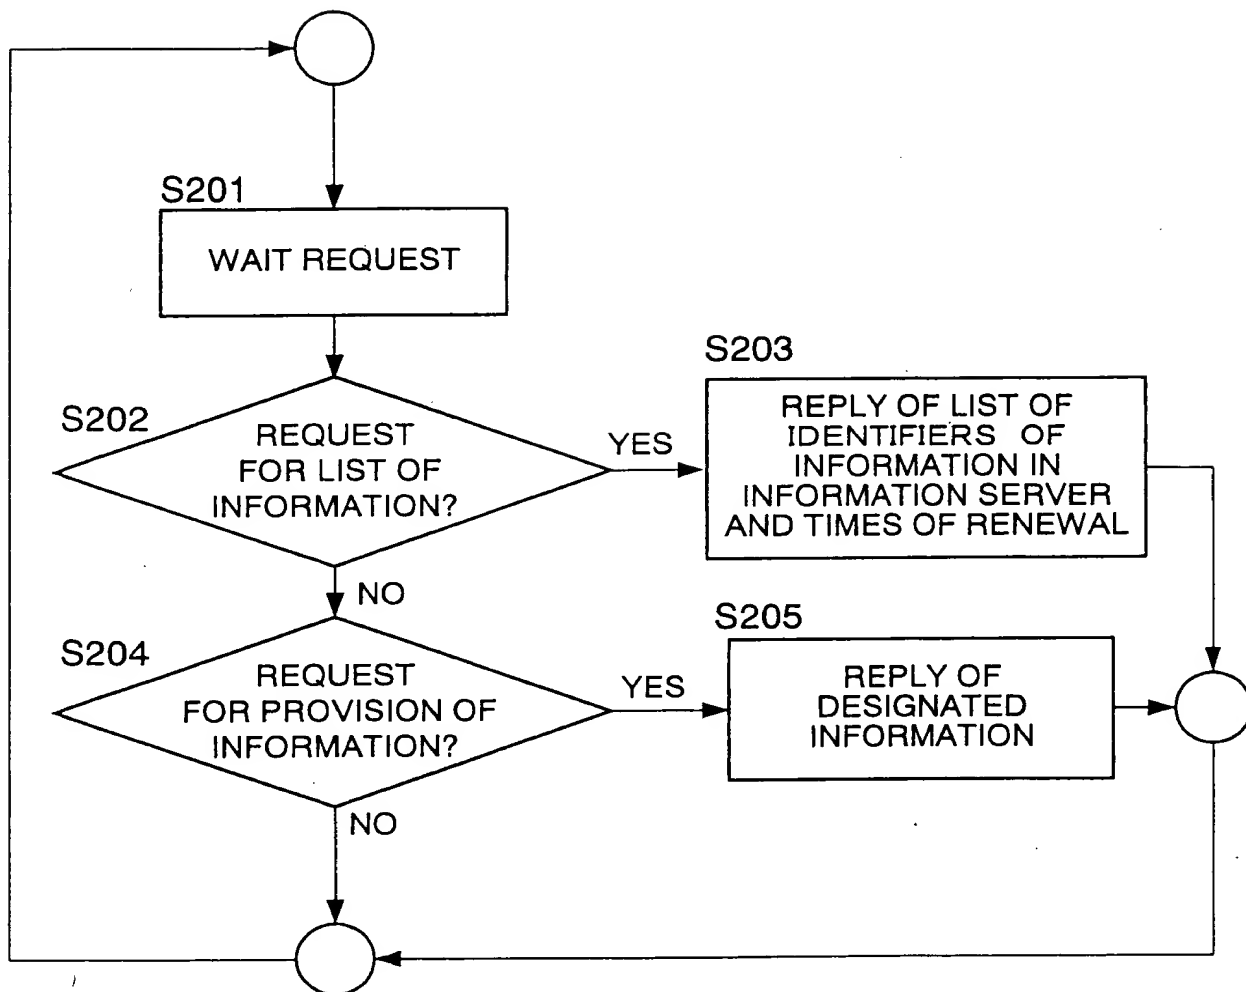 S201
WAIT REQUEST
S202
REQUEST
FOR LIST OF
INFORMATION?
YES
S203
REPLY OF LIST OF
IDENTIFIERS OF
INFORMATION IN
INFORMATION SERVER
AND TIMES OF RENEWAL
NO
S204
REQUEST
FOR PROVISION OF
INFORMATION?
YES
S205
REPLY OF
DESIGNATED
INFORMATION
NO